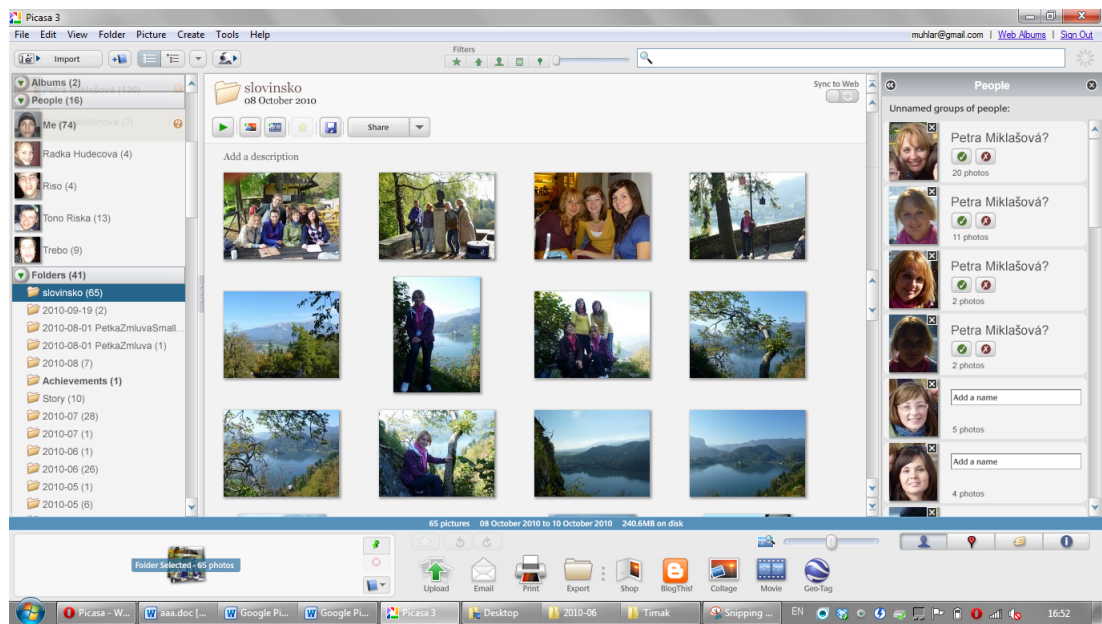 Picasa 3
File Edit View Folder Picture Create Tools Help
muhlar@gmail.com | Web Albums | Sign Out
Import
Filters
Albums (2)
People (16)
Me (74)
Radka Hudecova (4)
Riso (4)
Tono Riska (13)
Trebo (9)
Folders (41)
slovinsko (65)
2010-09-19 (2)
2010-08-01 PetkaZmluvaSmall...
2010-08-01 PetkaZmluva (1)
2010-08 (7)
Achievements (1)
Story (10)
2010-07 (28)
2010-07 (1)
2010-06 (1)
2010-06 (26)
2010-05 (1)
2010-05 (6)
slovinsko
08 October 2010
Sync to Web
Share
Add a description
People
Unnamed groups of people:
Petra Miklašová?
20 photos
Petra Miklašová?
11 photos
Petra Miklašová?
2 photos
Petra Miklašová?
2 photos
Add a name
5 photos
Add a name
4 photos
65 pictures 08 October 2010 to 10 October 2010 240.6MB on disk
Folder Selected - 65 photos
Upload Email Print Export Shop BlogThis! Collage Movie Geo-Tag
Picasa - W... aaa.doc [... Google Pi... Google Pi... Picasa 3 Desktop 2010-06 Timak Snipping ... EN 16:52